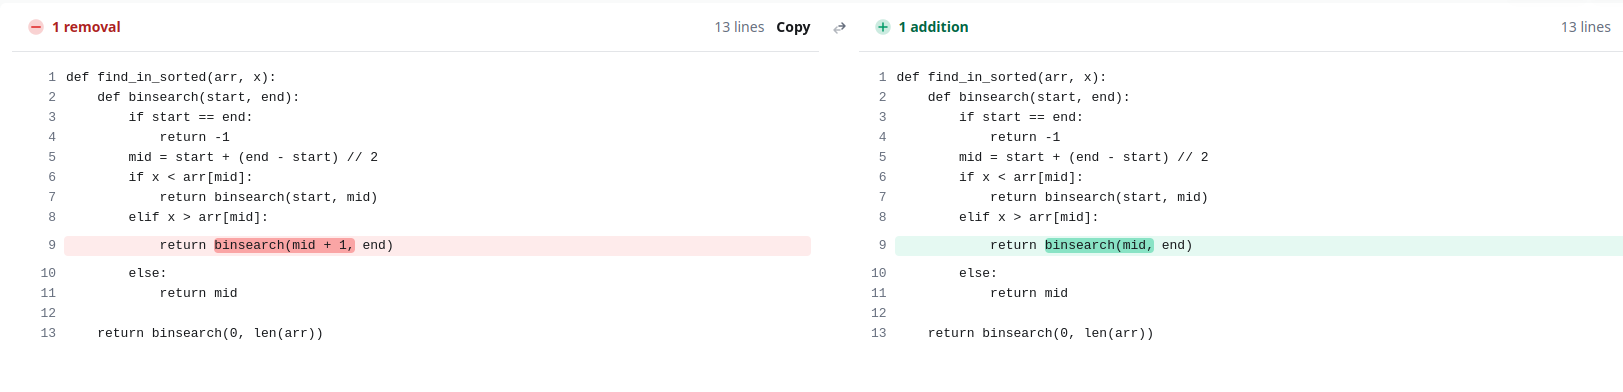 1 removal
13 lines Copy
1 def find_in_sorted(arr, x):
2     def binsearch(start, end):
3         if start == end:
4             return -1
5         mid = start + (end - start) // 2
6         if x < arr[mid]:
7             return binsearch(start, mid)
8         elif x > arr[mid]:
9             return binsearch(mid + 1, end)
10         else:
11             return mid
12
13     return binsearch(0, len(arr))
1 addition
13 lines
1 def find_in_sorted(arr, x):
2     def binsearch(start, end):
3         if start == end:
4             return -1
5         mid = start + (end - start) // 2
6         if x < arr[mid]:
7             return binsearch(start, mid)
8         elif x > arr[mid]:
9             return binsearch(mid, end)
10         else:
11             return mid
12
13     return binsearch(0, len(arr))